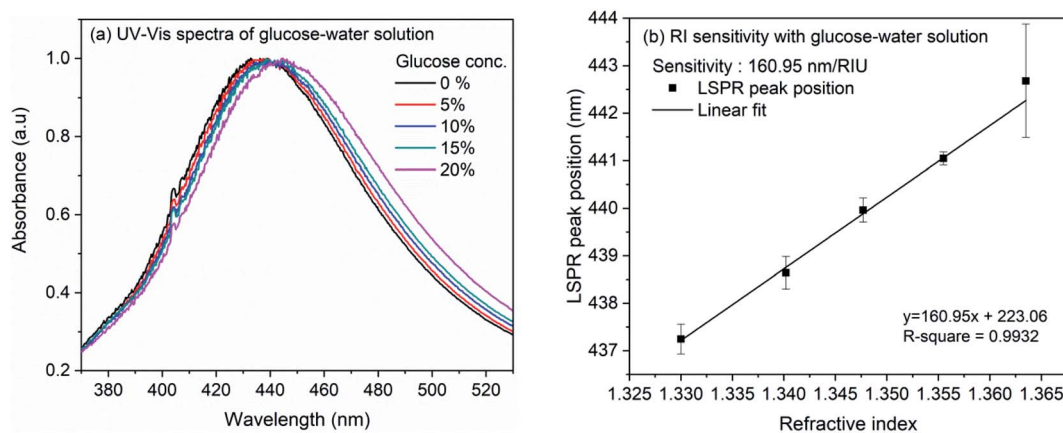 (a) UV-Vis spectra of glucose-water solution
Glucose conc.
0 %
5%
10%
15%
20%
1.0
0.8
0.6
0.4
0.2
Absorbance (a.u)
380 400 420 440 460 480 500 520
Wavelength (nm)
(b) RI sensitivity with glucose-water solution
Sensitivity : 160.95 nm/RIU
LSPR peak position
Linear fit
444
443
442
441
440
439
438
437
LSPR peak position (nm)
y=160.95x + 223.06
R-square = 0.9932
1.325 1.330 1.335 1.340 1.345 1.350 1.355 1.360 1.365
Refractive index